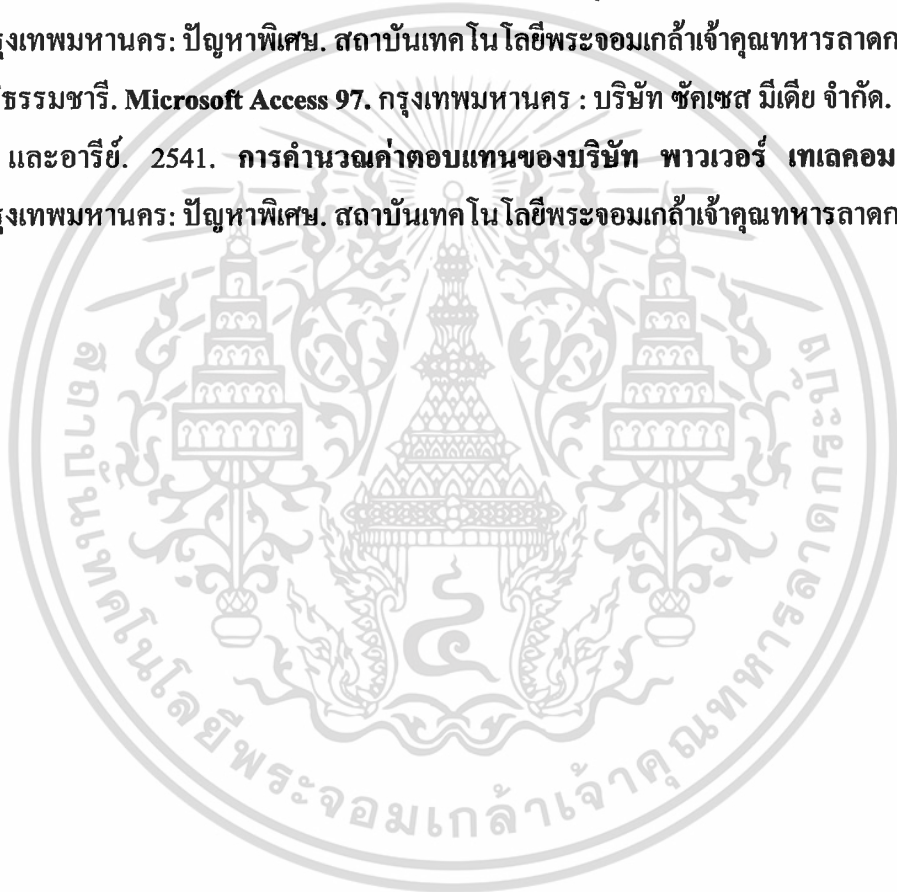 รุงเทพมหานคร: ปัญหาพิเศษ. สถาบันเทคโนโลยีพระจอมเกล้าเจ้าคุณทหารลาดก
ธรรมชารี. Microsoft Access 97. กรุงเทพมหานคร : บริษัท ซัคเซส มีเดีย จำกัด.
และอารีย์. 2541. การคำนวณค่าตอบแทนของบริษัท พาวเวอร์ เทเลคอม
รุงเทพมหานคร: ปัญหาพิเศษ. สถาบันเทคโนโลยีพระจอมเกล้าเจ้าคุณทหารลาดก
สถาบันเทคโนโลยีพระจอมเกล้าเจ้าคุณทหารลาดกระบัง
๔